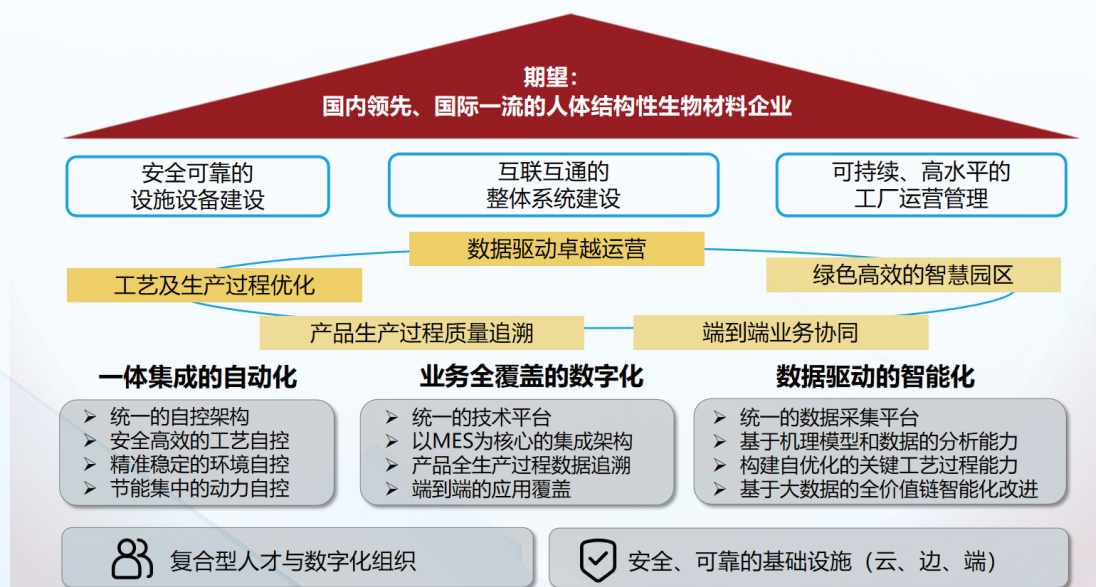 期望：
国内领先、国际一流的人体结构性生物材料企业
安全可靠的
设施设备建设
互联互通的
整体系统建设
可持续、高水平的
工厂运营管理
数据驱动卓越运营
工艺及生产过程优化
绿色高效的智慧园区
产品生产过程质量追溯
端到端业务协同
一体集成的自动化
➢ 统一的自控架构
➢ 安全高效的工艺自控
➢ 精准稳定的环境自控
➢ 节能集中的动力自控
业务全覆盖的数字化
➢ 统一的技术平台
➢ 以MES为核心的集成架构
➢ 产品全生产过程数据追溯
➢ 端到端的应用覆盖
数据驱动的智能化
➢ 统一的数据采集平台
➢ 基于机理模型和数据的分析能力
➢ 构建自优化的关键工艺过程能力
➢ 基于大数据的全价值链智能化改进
复合型人才与数字化组织
安全、可靠的基础设施（云、边、端）